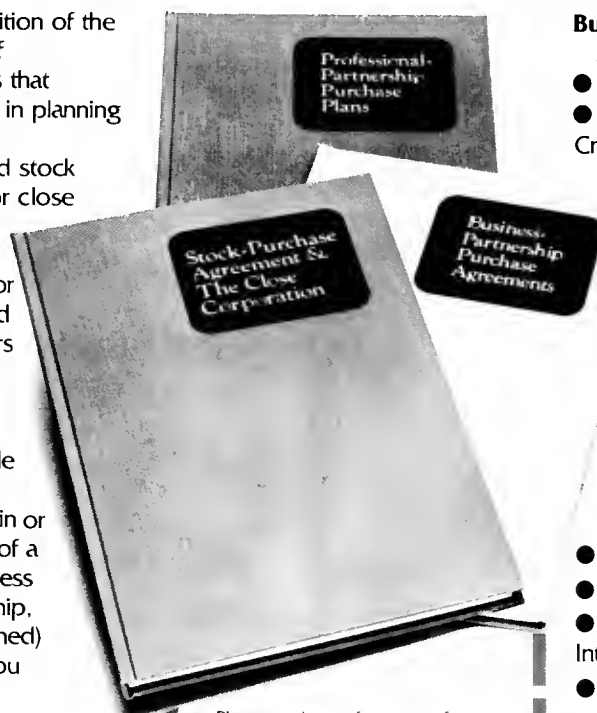 ition of the
f
s that
in planning
d stock
or close
or
d
rs
le
in or
of a
ess
hip,
ned)
ou
Professional-
Partnership
Purchase
Plans
Stock-Purchase
Agreement &
The Close
Corporation
Business-
Partnership
Purchase
Agreements
Bu
●
●
Cr
●
●
●
Int
●